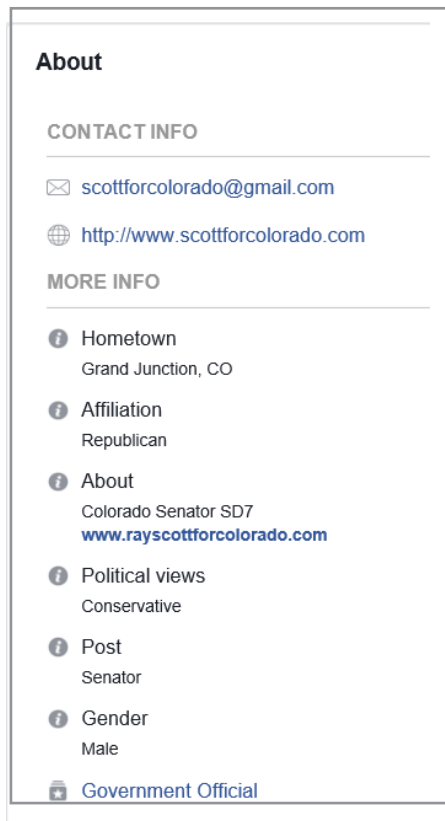 About
CONTACT INFO
scottforcolorado@gmail.com
http://www.scottforcolorado.com
MORE INFO
Hometown
Grand Junction, CO
Affiliation
Republican
About
Colorado Senator SD7
www.rayscottforcolorado.com
Political views
Conservative
Post
Senator
Gender
Male
Government Official